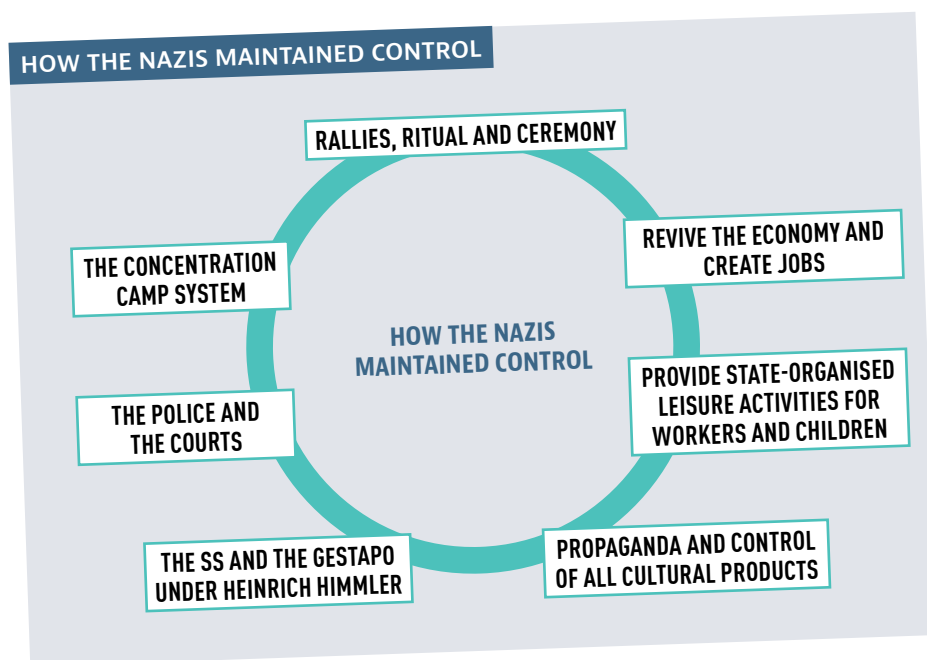 HOW THE NAZIS MAINTAINED CONTROL
RALLIES, RITUAL AND CEREMONY
REVIVE THE ECONOMY AND
CREATE JOBS
PROVIDE STATE-ORGANISED
LEISURE ACTIVITIES FOR
WORKERS AND CHILDREN
PROPAGANDA AND CONTROL
OF ALL CULTURAL PRODUCTS
THE SS AND THE GESTAPO
UNDER HEINRICH HIMMLER
THE POLICE AND
THE COURTS
THE CONCENTRATION
CAMP SYSTEM
HOW THE NAZIS
MAINTAINED CONTROL